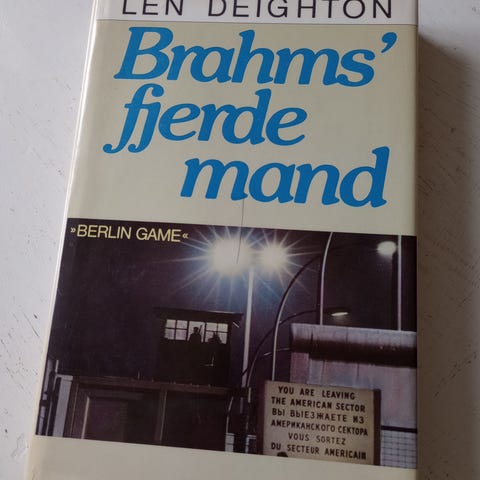 LEN DEIGHTON
Brahms'
fjerde
mand
»BERLIN GAME«
YOU ARE LEAVING
THE AMERICAN SECTOR
ВЫ ВЫЕЗЖАЕТЕ ИЗ
АМЕРИКАНСКОГО СЕКТОРА
VOUS SORTEZ
DU SECTEUR AMERICAIN